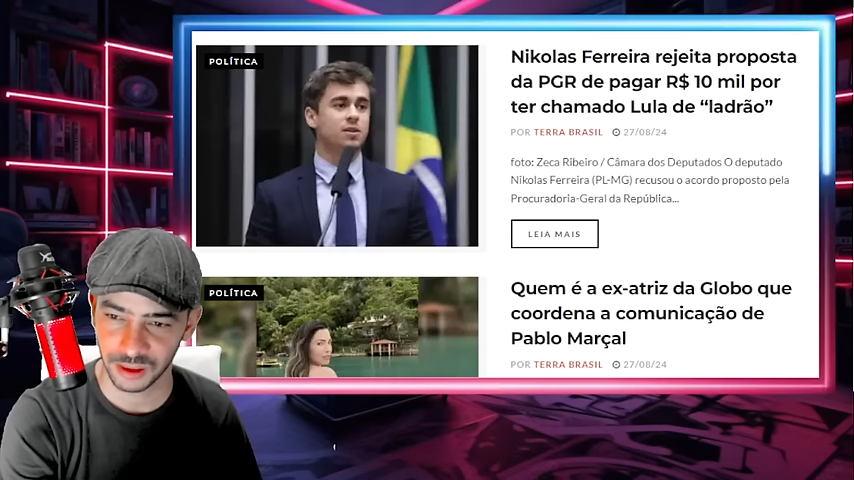 POLÍTICA
Nikolas Ferreira rejeita proposta
da PGR de pagar R$ 10 mil por
ter chamado Lula de “ladrão”
POR TERRA BRASIL 27/08/24
foto: Zeca Ribeiro / Câmara dos Deputados O deputado
Nikolas Ferreira (PL-MG) recusou o acordo proposto pela
Procuradoria-Geral da República...
LEIA MAIS
POLÍTICA
Quem é a ex-atriz da Globo que
coordena a comunicação de
Pablo Marçal
POR TERRA BRASIL 27/08/24